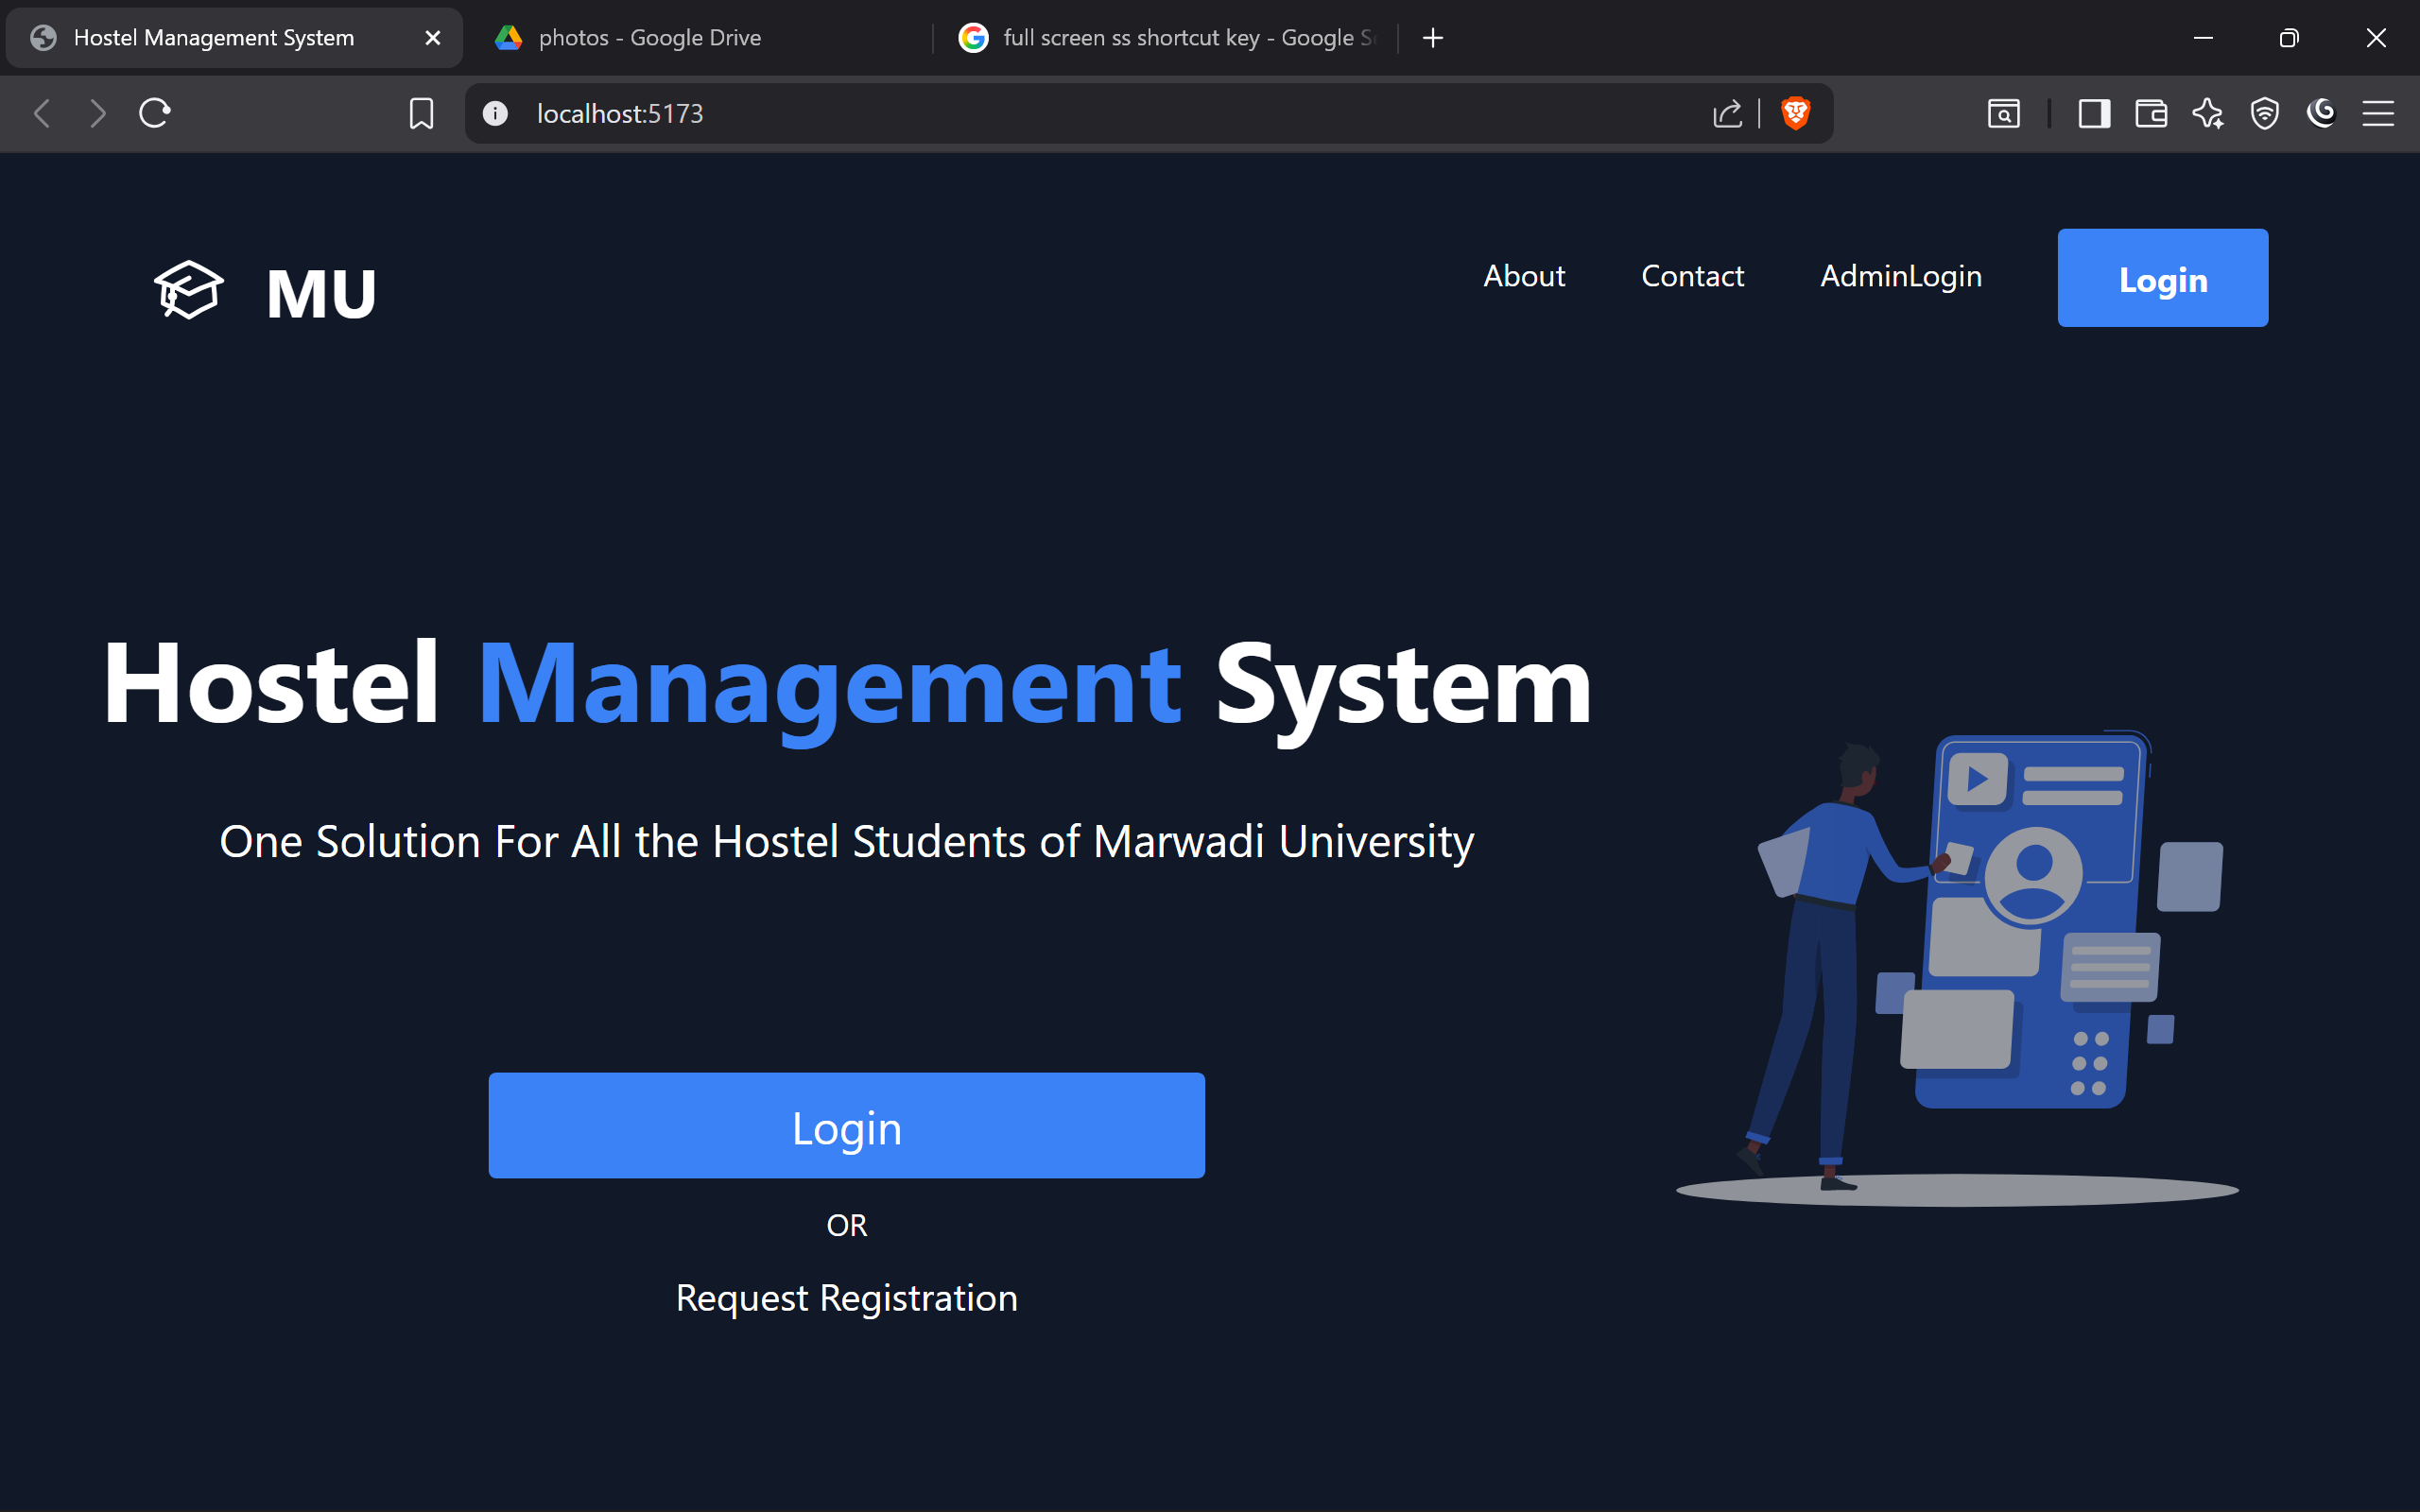 Hostel Management System
photos - Google Drive
full screen ss shortcut key - Google
localhost:5173
MU
About
Contact
AdminLogin
Login
Hostel Management System
One Solution For All the Hostel Students of Marwadi University
Login
OR
Request Registration